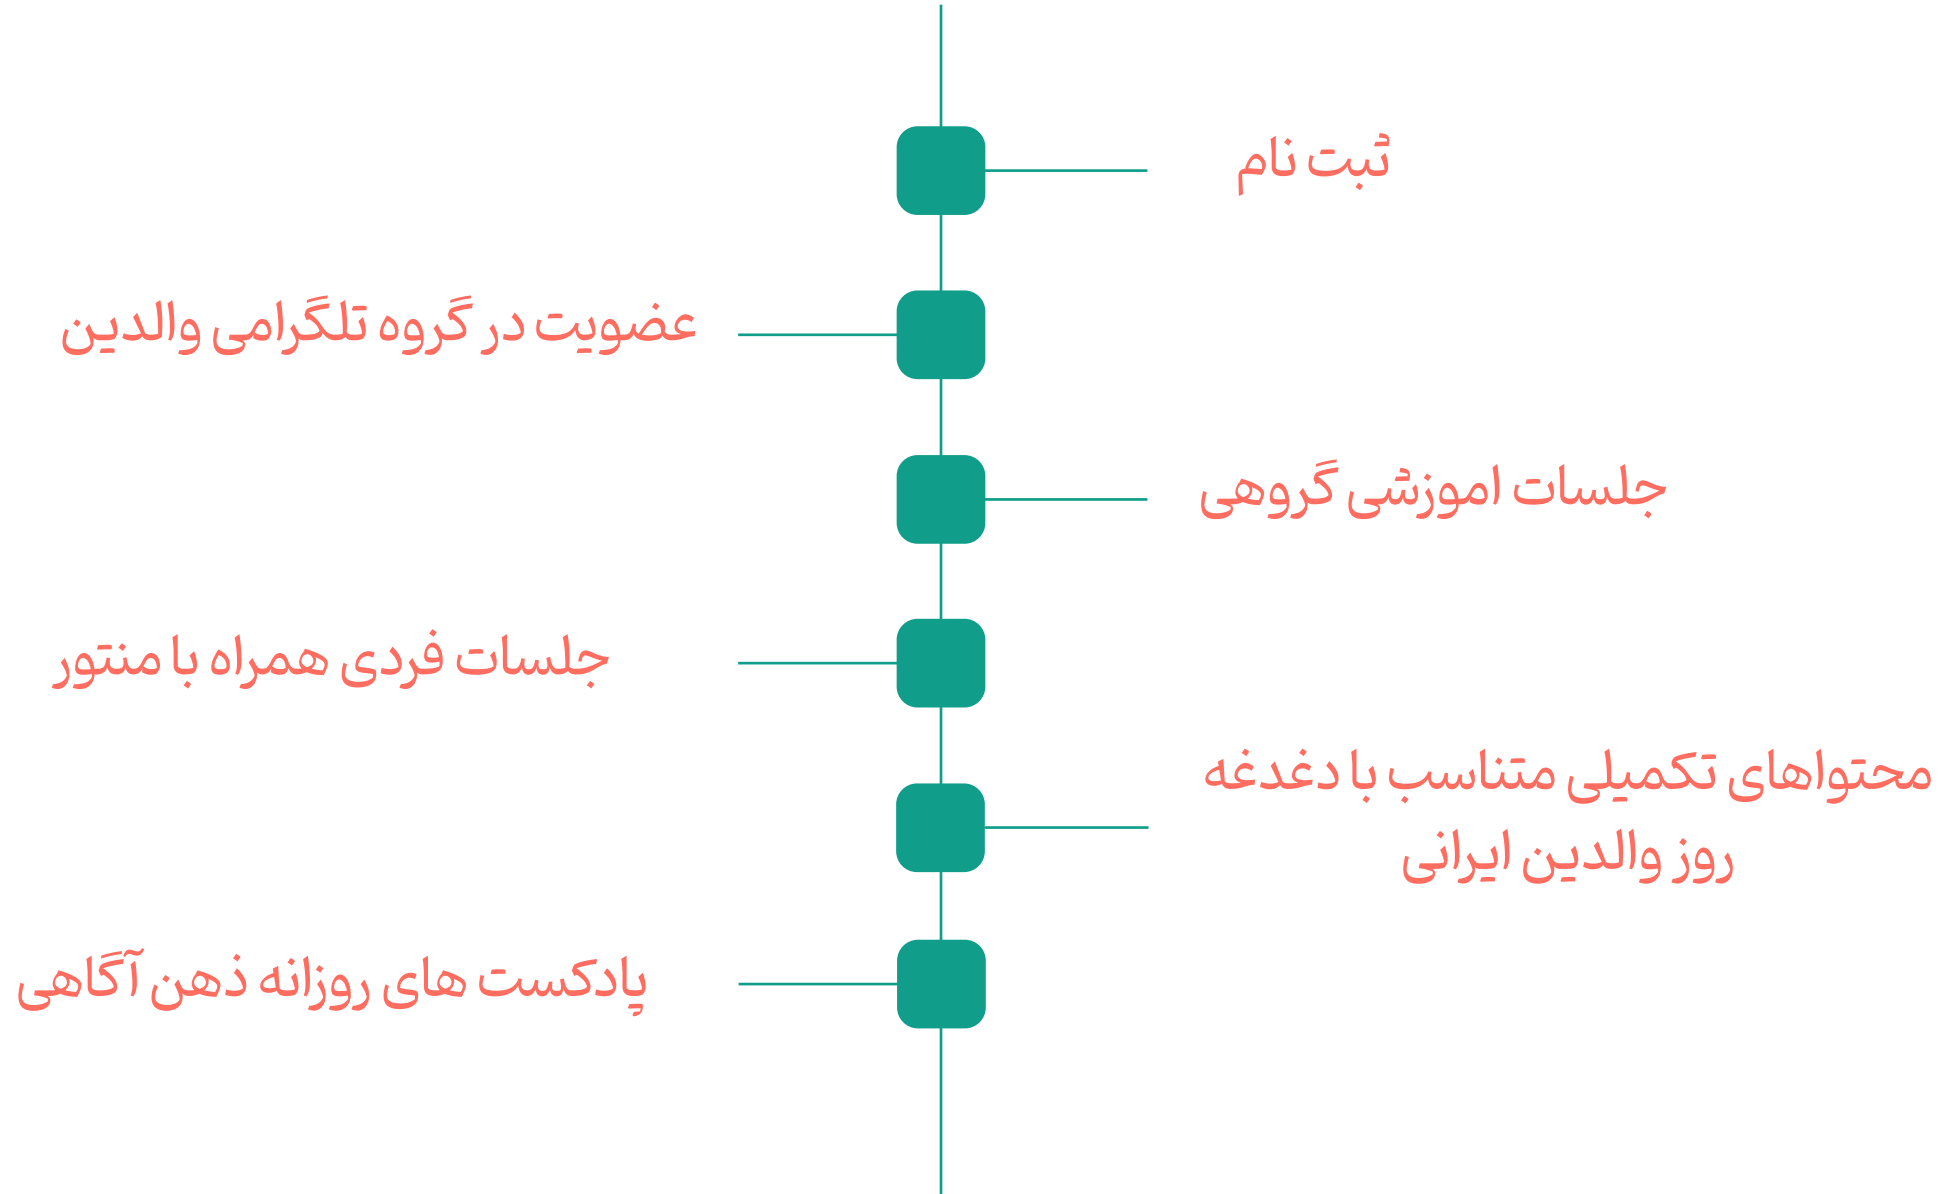 ثبت نام
عضویت در گروه تلگرامی والدین
جلسات اموزشی گروهی
جلسات فردی همراه با منتور
محتواهای تکمیلی متناسب با دغدغه
روز والدین ایرانی
پادکست های روزانه ذهن آگاهی